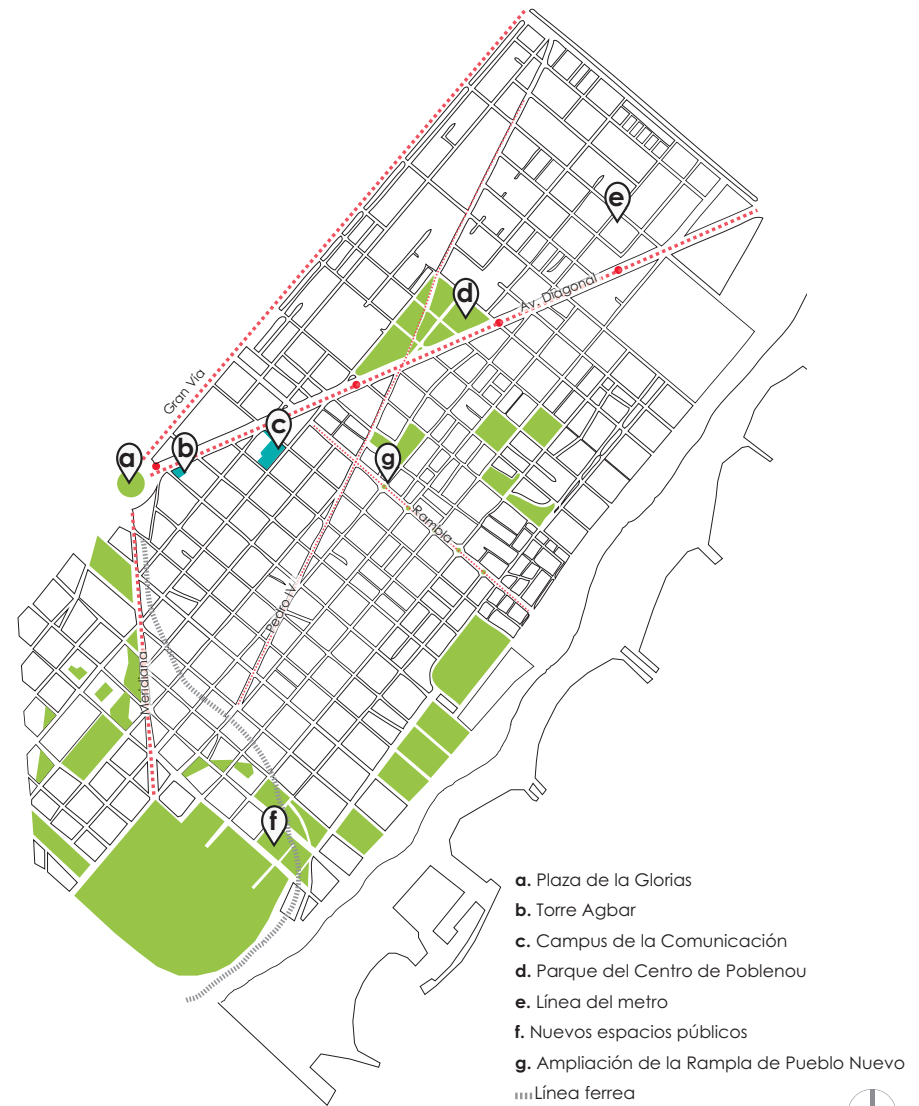 e
d
Av. Diagonal
Gran Vía
c
b
a
g
Rampla
Pedro IV
Meridiana
f
a. Plaza de la Glorias
b. Torre Agbar
c. Campus de la Comunicación
d. Parque del Centro de Poblenou
e. Línea del metro
f. Nuevos espacios públicos
g. Ampliación de la Rampla de Pueblo Nuevo
Línea ferrea